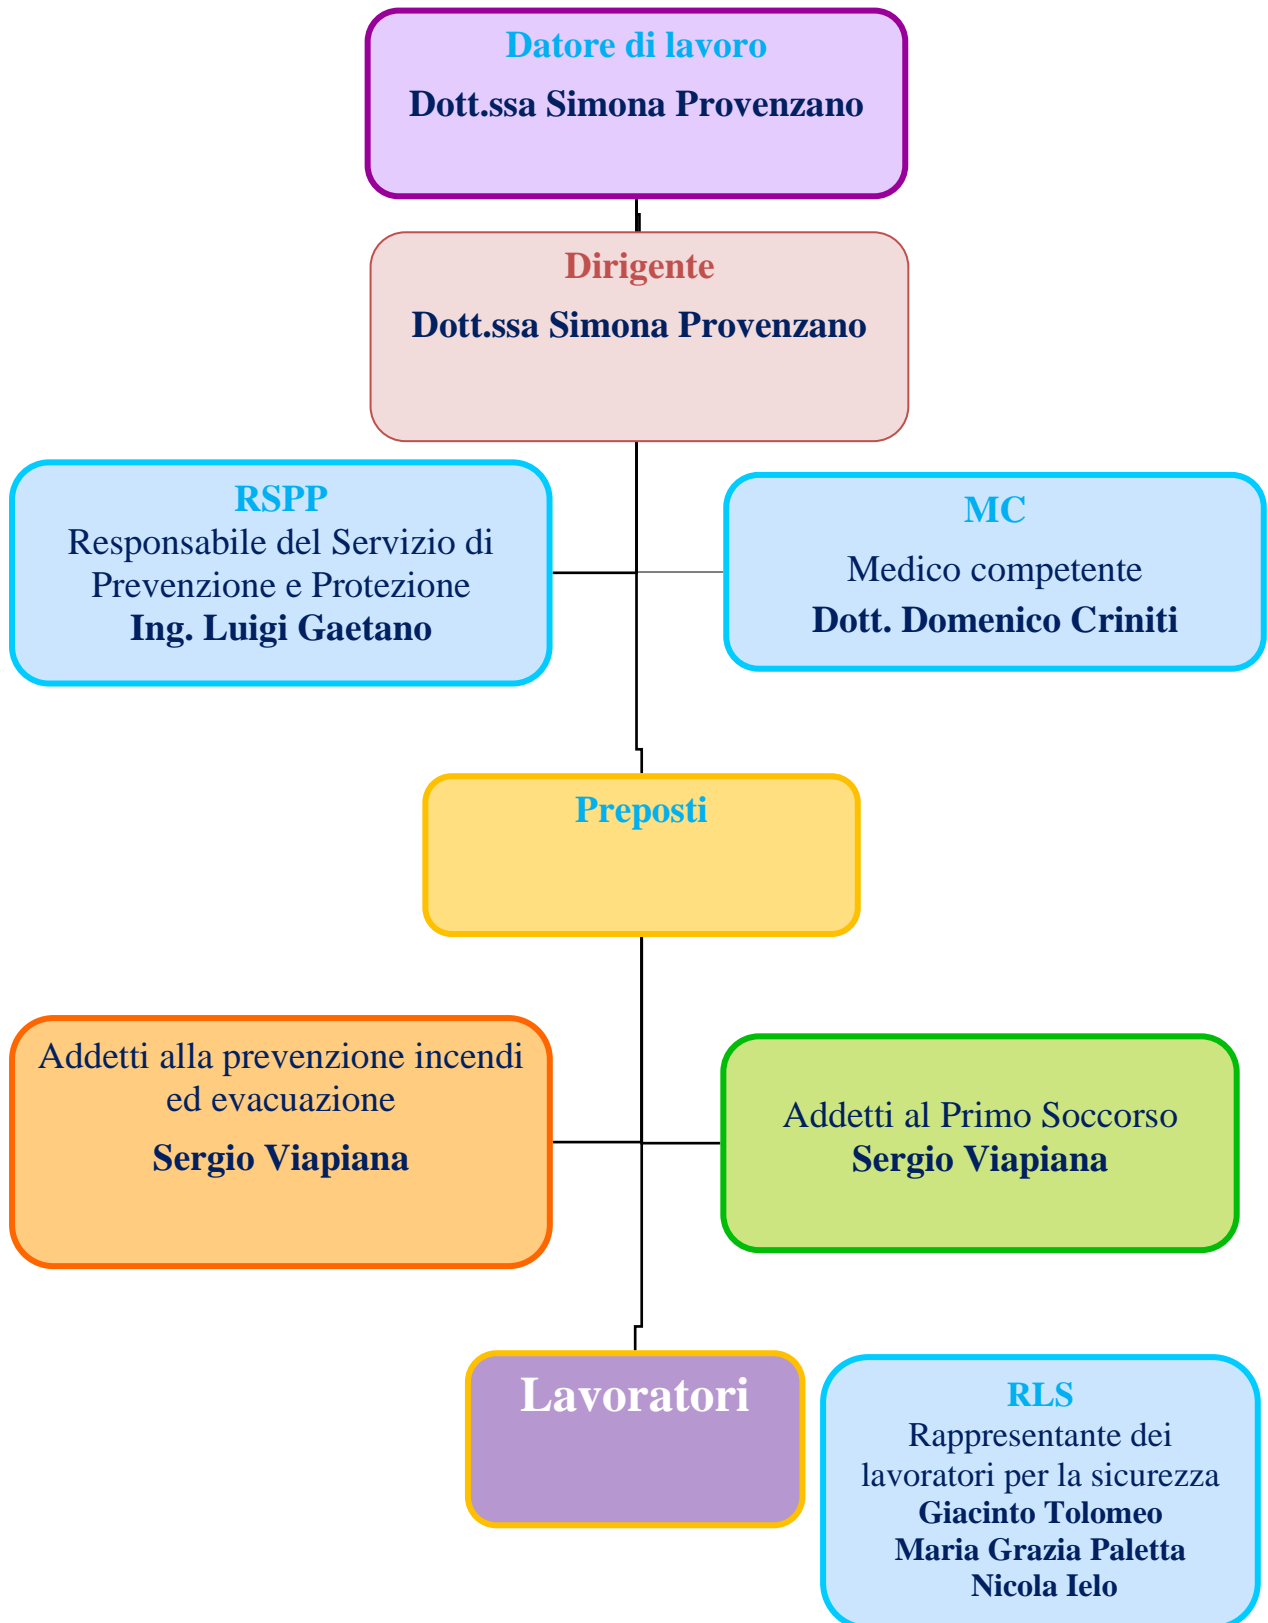 Datore di lavoro
Dott.ssa Simona Provenzano
Dirigente
Dott.ssa Simona Provenzano
RSPP
Responsabile del Servizio di
Prevenzione e Protezione
Ing. Luigi Gaetano
MC
Medico competente
Dott. Domenico Criniti
Preposti
Addetti alla prevenzione incendi
ed evacuazione
Sergio Viapiana
Addetti al Primo Soccorso
Sergio Viapiana
Lavoratori
RLS
Rappresentante dei
lavoratori per la sicurezza
Giacinto Tolomeo
Maria Grazia Paletta
Nicola Ielo